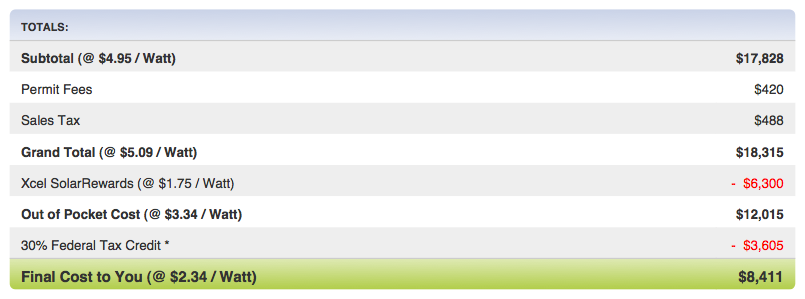 TOTALS:
Subtotal (@ $4.95 / Watt) $17,828
Permit Fees $420
Sales Tax $488
Grand Total (@ $5.09 / Watt) $18,315
Xcel SolarRewards (@ $1.75 / Watt) - $6,300
Out of Pocket Cost (@ $3.34 / Watt) $12,015
30% Federal Tax Credit * - $3,605
Final Cost to You (@ $2.34 / Watt) $8,411